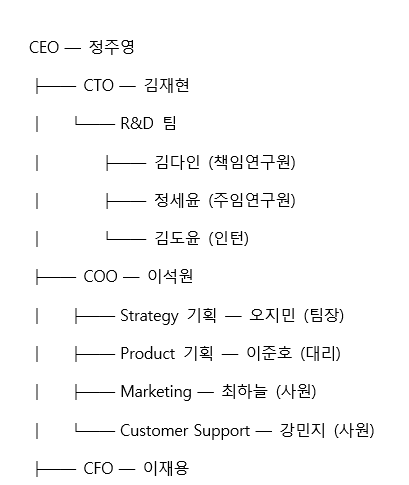 CEO — 정주영
├── CTO — 김재현
│   └── R&D 팀
│       ├── 김다인 (책임연구원)
│       ├── 정세윤 (주임연구원)
│       └── 김도윤 (인턴)
├── COO — 이석원
│   ├── Strategy 기획 — 오지민 (팀장)
│   ├── Product 기획 — 이준호 (대리)
│   ├── Marketing — 최하늘 (사원)
│   └── Customer Support — 강민지 (사원)
├── CFO — 이재용